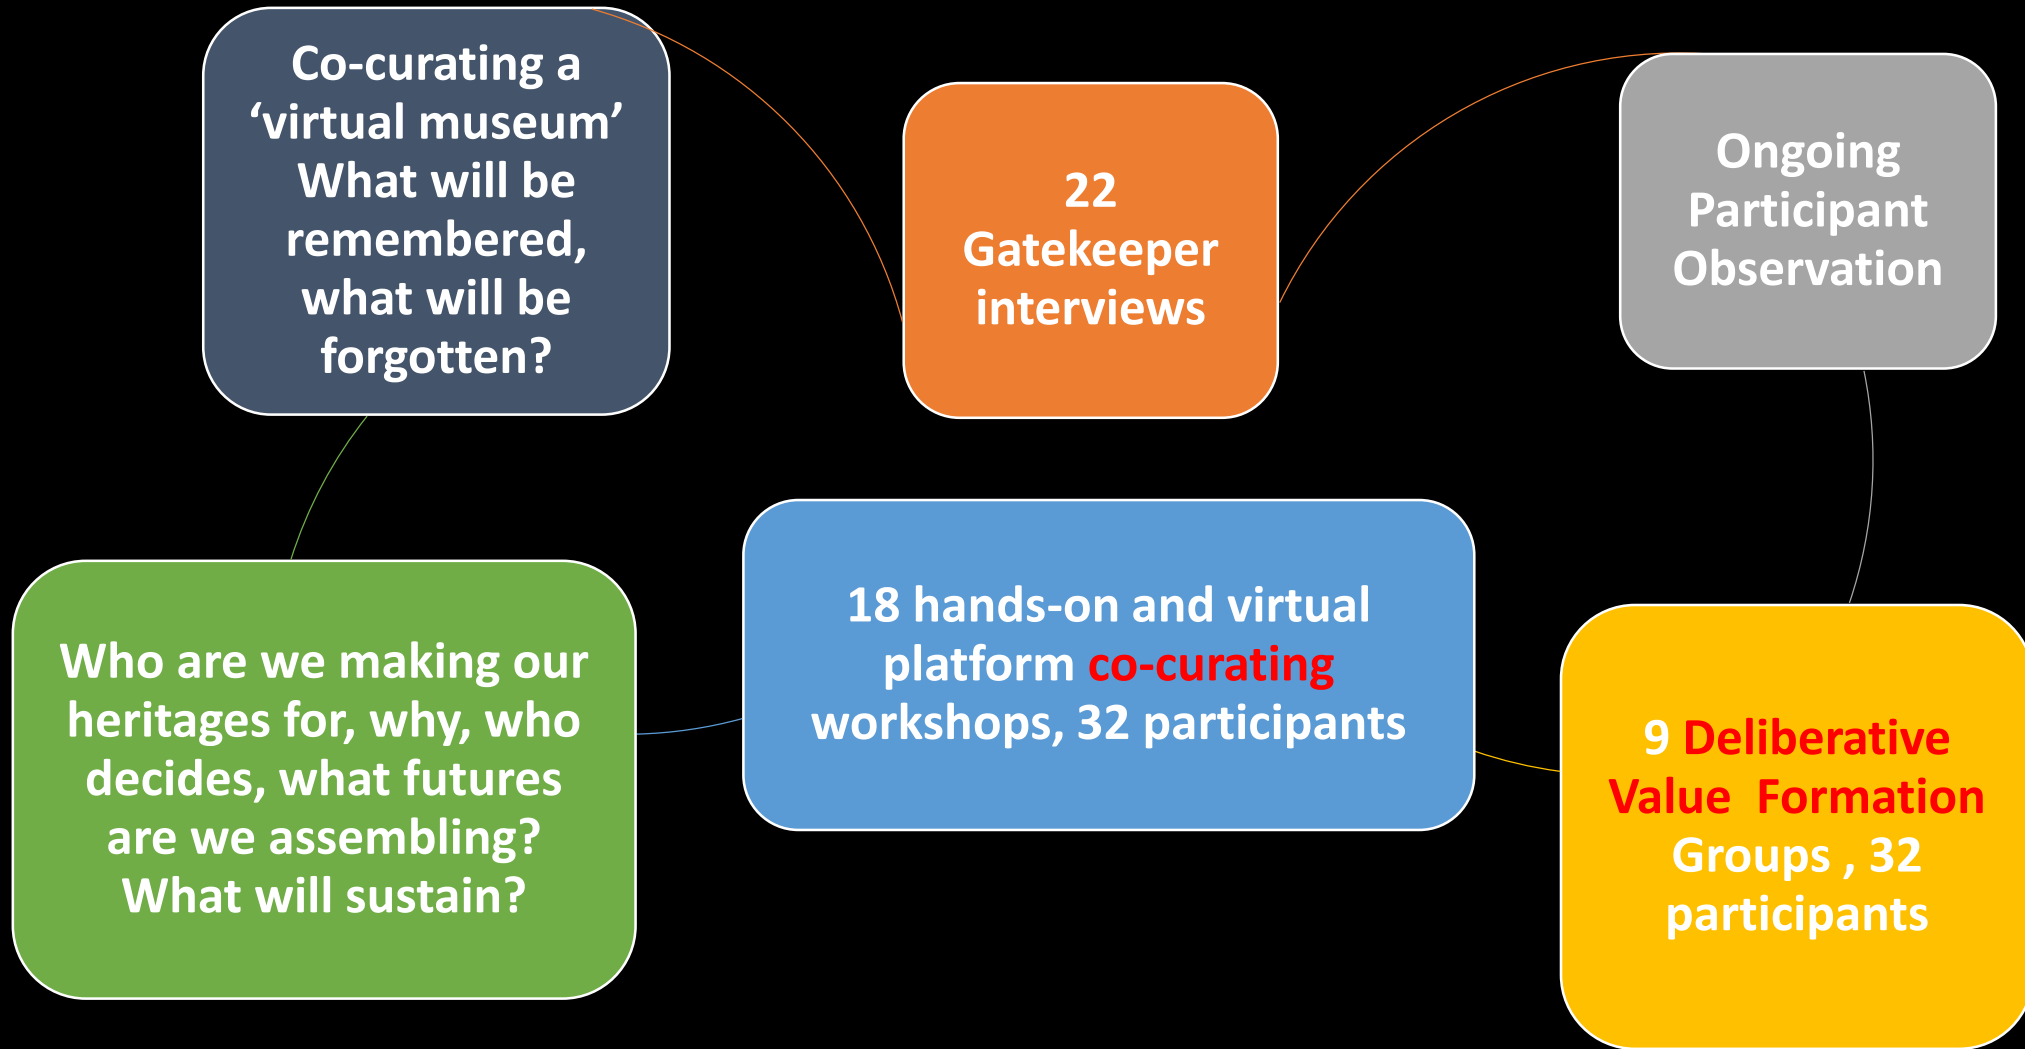 Co-curating a
‘virtual museum’
What will be
remembered,
what will be
forgotten?
22
Gatekeeper
interviews
Ongoing
Participant
Observation
Who are we making our
heritages for, why, who
decides, what futures
are we assembling?
What will sustain?
18 hands-on and virtual
platform co-curating
workshops, 32 participants
9 Deliberative
Value  Formation
Groups , 32
participants